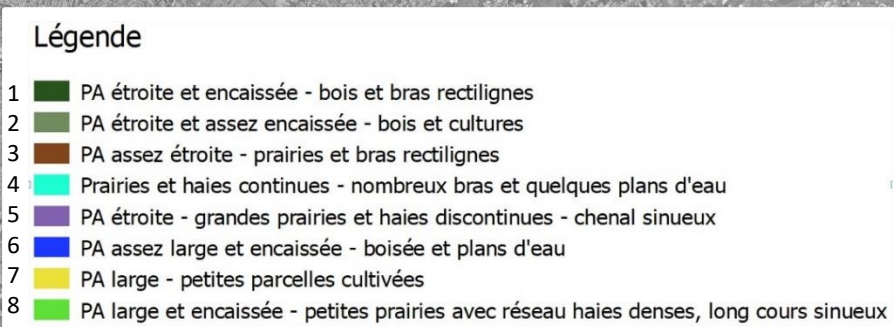 Légende
1 PA étroite et encaissée - bois et bras rectilignes
2 PA étroite et assez encaissée - bois et cultures
3 PA assez étroite - prairies et bras rectilignes
4 Prairies et haies continues - nombreux bras et quelques plans d'eau
5 PA étroite - grandes prairies et haies discontinues - chenal sinueux
6 PA assez large et encaissée - boisée et plans d'eau
7 PA large - petites parcelles cultivées
8 PA large et encaissée - petites prairies avec réseau haies denses, long cours sinueux